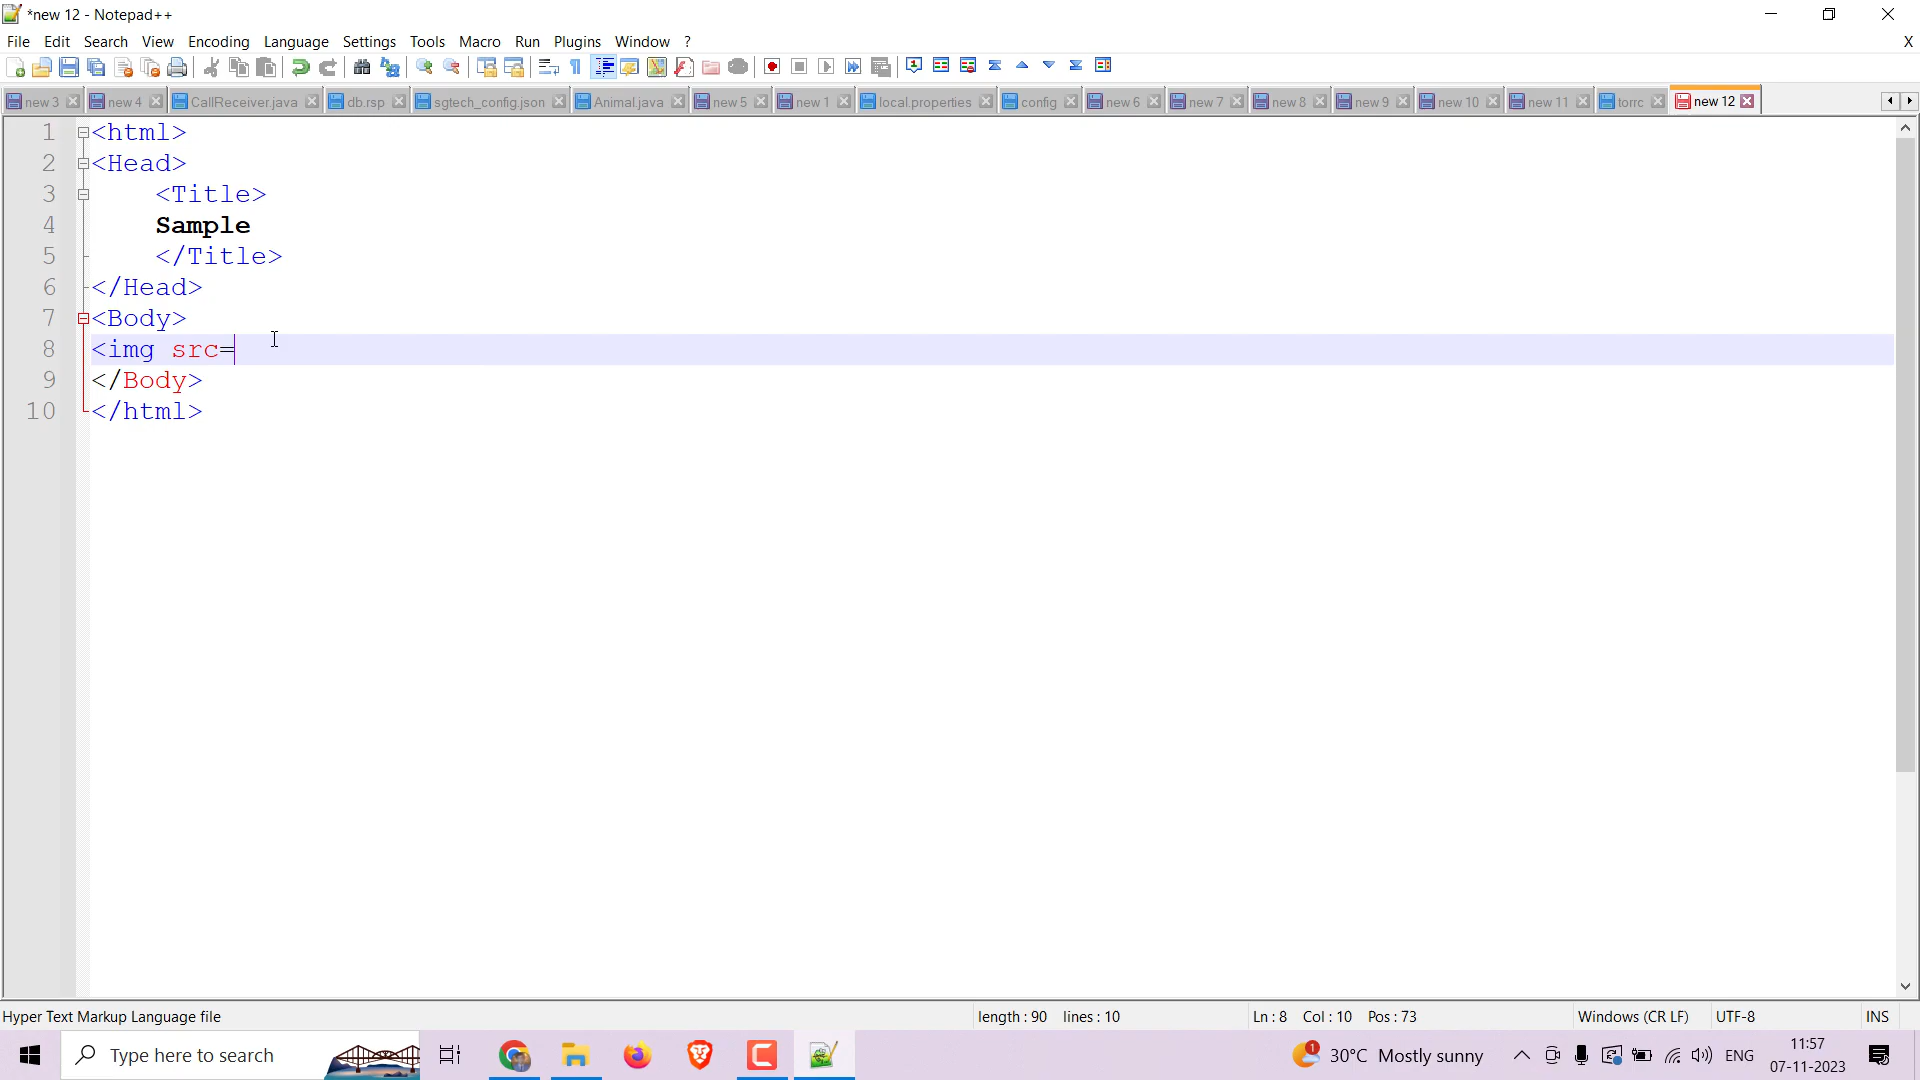 *new 12 - Notepad++
File Edit Search View Encoding Language Settings Tools Macro Run Plugins Window ? X
new 3 new 4 CallReceiver.java db.rsp sgtech_config.json Animal.java new 5 new 1 local.properties config new 6 new 7 new 8 new 9 new 10 new 11 torrc new 12
1 <html>
2 <Head>
3 <Title>
4 Sample
5 </Title>
6 </Head>
7 <Body>
8 <img src=
9 </Body>
10 </html>
Hyper Text Markup Language file length : 90 lines : 10 Ln : 8 Col : 10 Pos : 73 Windows (CR LF) UTF-8 INS
Type here to search 1 30°C Mostly sunny ENG 11:57
07-11-2023